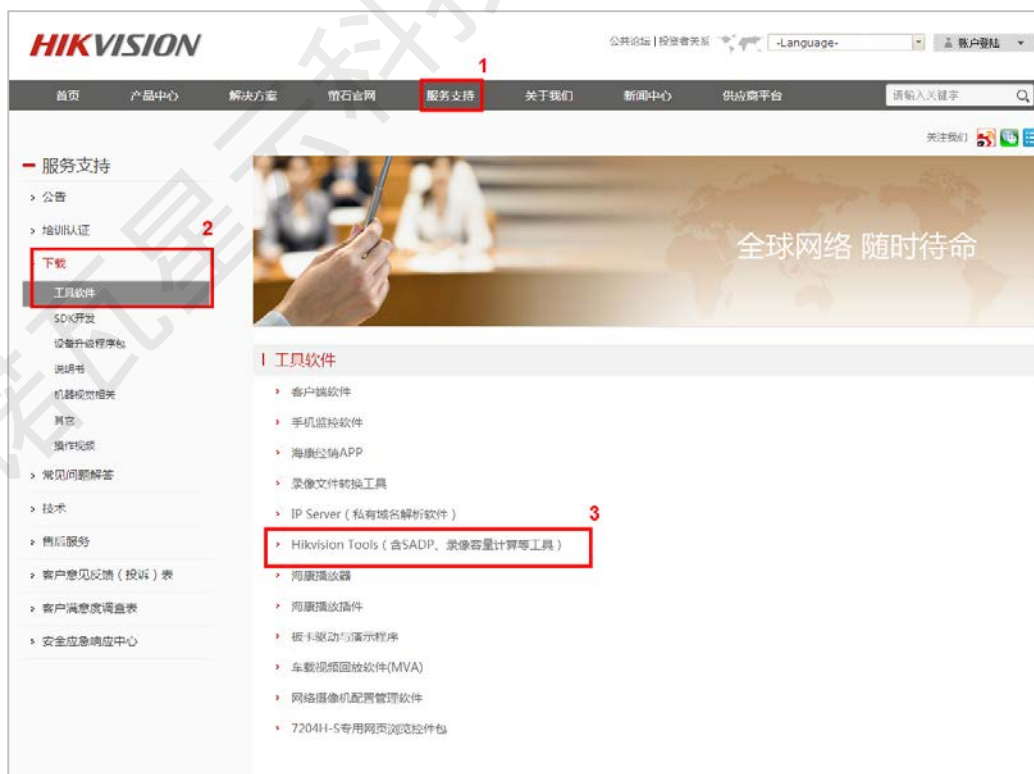 HIKVISION
公共论坛 | 投资者关系 -Language- 账户登陆
1
首页 产品中心 解决方案 萤石官网 服务支持 关于我们 新闻中心 供应商平台 请输入关键字
关注我们
服务支持
公告
培训认证
2
下载
工具软件
SDK开发
设备升级程序包
说明书
机器视觉相关
其它
操作视频
常见问题解答
技术
售后服务
客户意见反馈（投诉）表
客户满意度调查表
安全应急响应中心
全球网络 随时待命
工具软件
客户端软件
手机监控软件
海康经销APP
录像文件转换工具
IP Server（私有域名解析软件）
3
Hikvision Tools（含SADP、录像容量计算等工具）
海康播放器
海康播放插件
板卡驱动与演示程序
车载视频回放软件(MVA)
网络摄像机配置管理软件
7204H-S专用网页浏览控件包